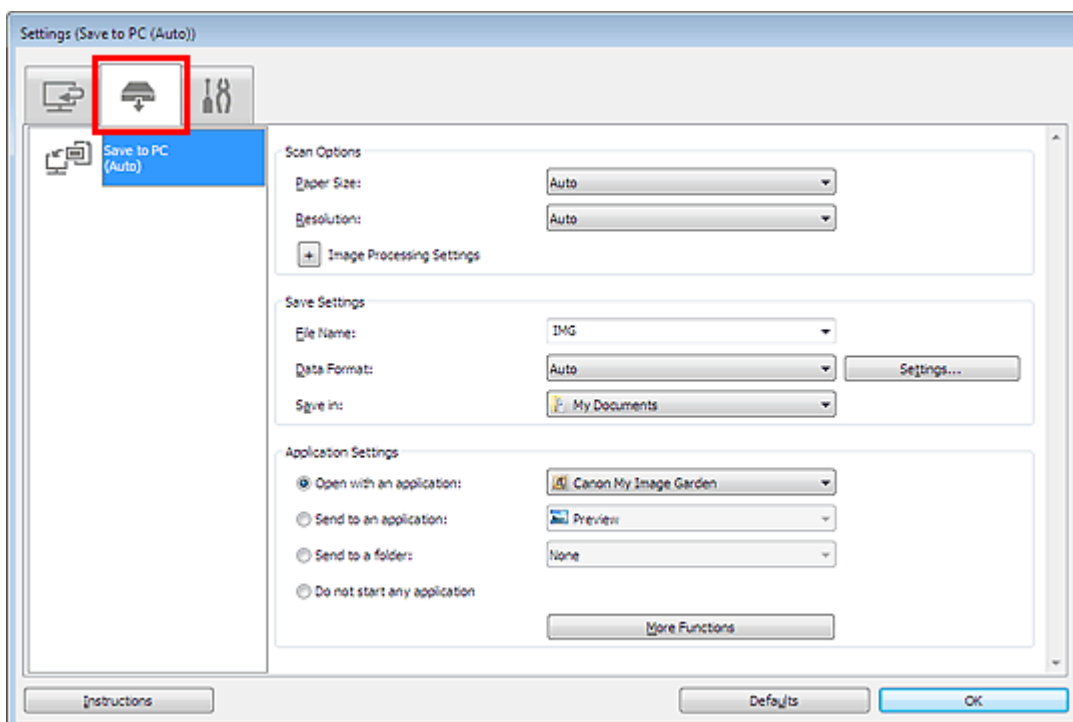 Settings (Save to PC (Auto))
Save to PC
(Auto)
Scan Options
Paper Size: Auto
Resolution: Auto
+ Image Processing Settings
Save Settings
File Name: IMG
Data Format: Auto Settings...
Save in: My Documents
Application Settings
Open with an application: Canon My Image Garden
Send to an application: Preview
Send to a folder: None
Do not start any application
More Functions
Instructions Defaults OK